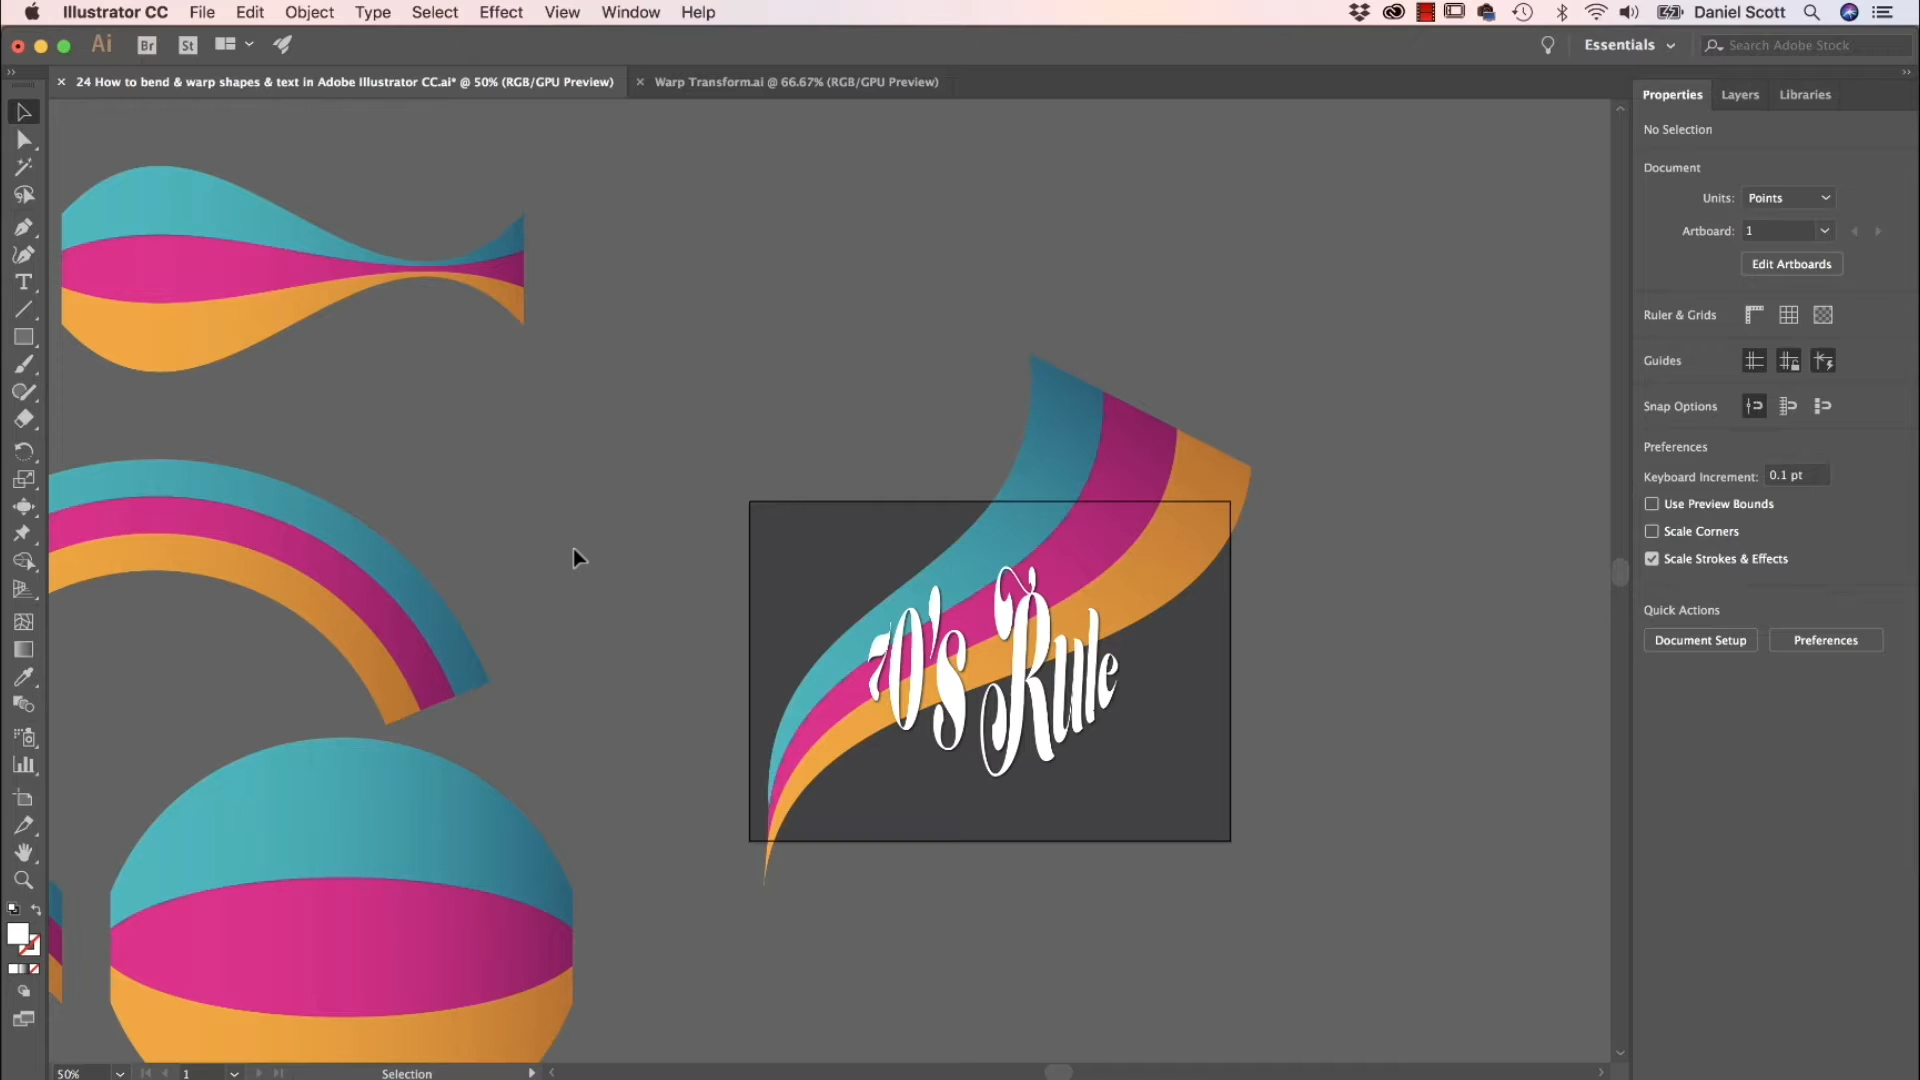 Illustrator CC File Edit Object Type Select Effect View Window Help Daniel Scott
Ai Br St Essentials Search Adobe Stock
24 How to bend & warp shapes & text in Adobe Illustrator CC.ai* @ 50% (RGB/GPU Preview) Warp Transform.ai @ 66.67% (RGB/GPU Preview)
Properties Layers Libraries
No Selection
Document
Units: Points
Artboard: 1
Edit Artboards
Ruler & Grids
Guides
Snap Options
Preferences
Keyboard Increment: 0.1 pt
Use Preview Bounds
Scale Corners
Scale Strokes & Effects
Quick Actions
Document Setup Preferences
70's Rule
50% 1 Selection